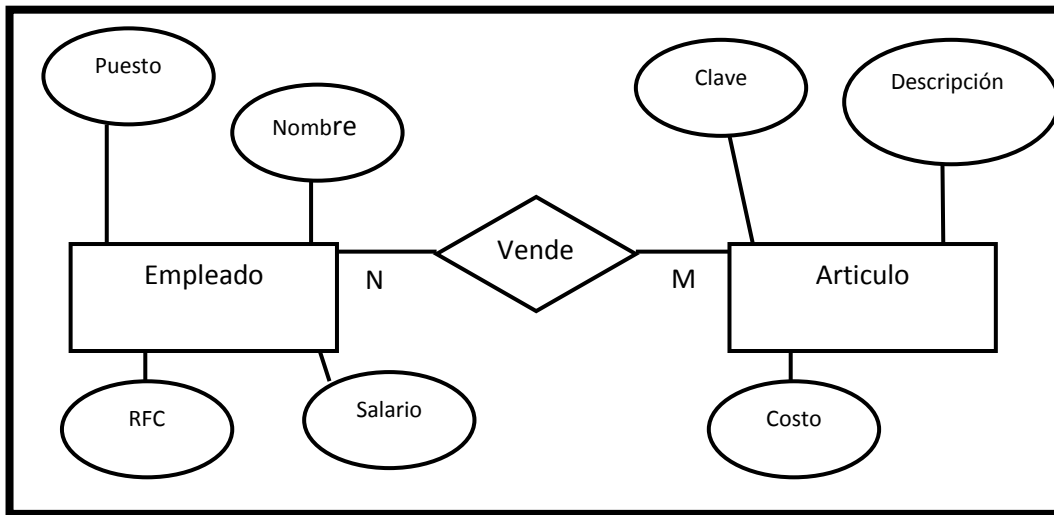 Puesto
Nombre
Clave
Descripción
Empleado
N
Vende
M
Articulo
RFC
Salario
Costo